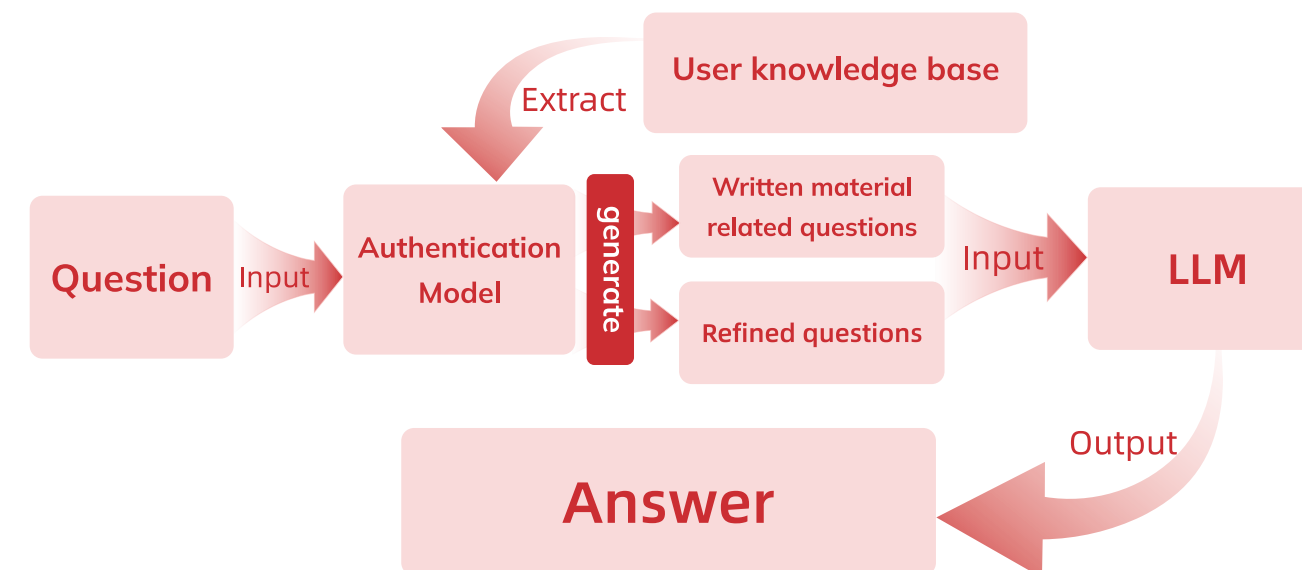 User knowledge base
Extract
Question
Input
Authentication
Model
generate
Written material
related questions
Refined questions
Input
LLM
Output
Answer